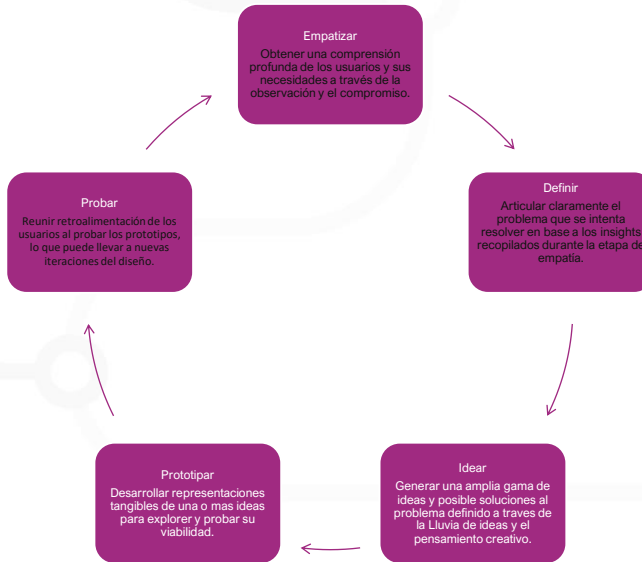 Empatizar
Obtener una comprensión
profunda de los usuarios y sus
necesidades a través de la
observación y el compromiso.
Definir
Articular claramente el
problema que se intenta
resolver en base a los insights
recopilados durante la etapa de
empatía.
Idear
Generar una amplia gama de
ideas y posible soluciones al
problema definido a traves de
la Lluvia de ideas y el
pensamiento creativo.
Prototipar
Desarrollar representaciones
tangibles de una o mas ideas
para explorer y probar su
viabilidad.
Probar
Reunir retroalimentación de los
usuarios al probar los prototipos,
lo que puede llevar a nuevas
iteraciones del diseño.